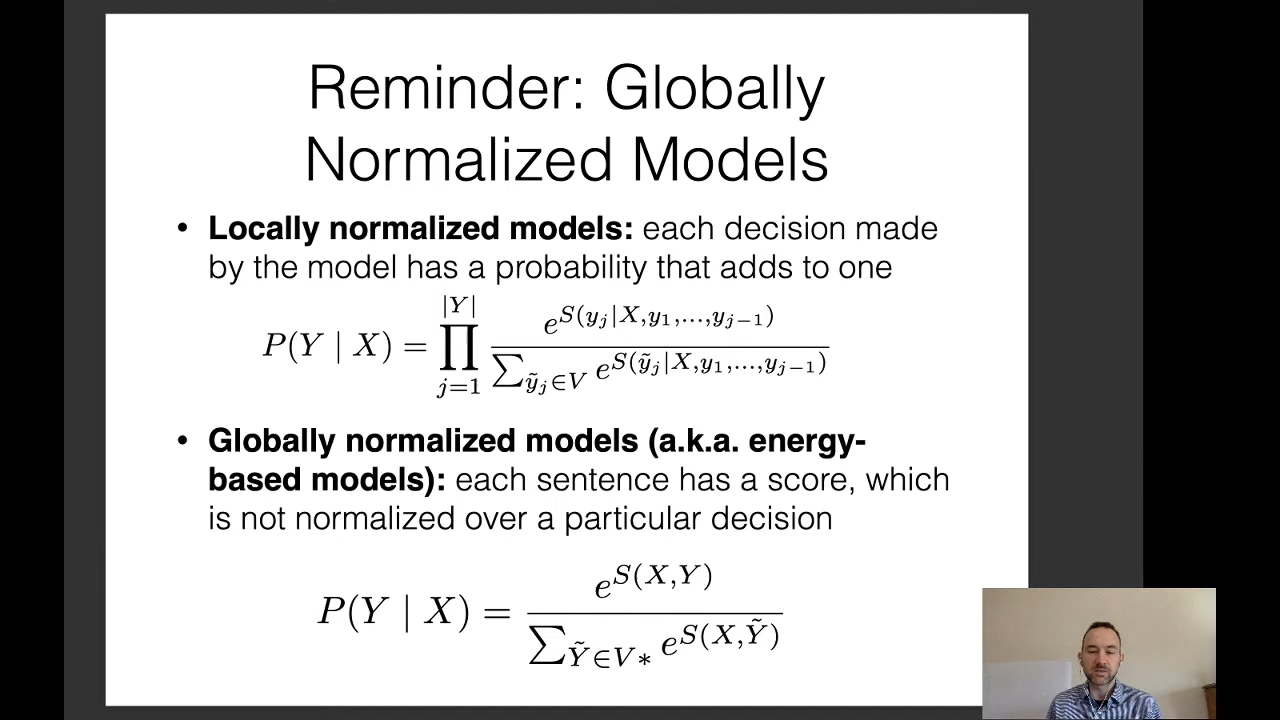 Reminder: Globally
Normalized Models
• Locally normalized models: each decision made
by the model has a probability that adds to one
P(Y | X) = ∏_{j=1}^{|Y|} e^{S(y_j|X,y_1,...,y_{j−1})} / ∑_{ỹ_j∈V} e^{S(ỹ_j|X,y_1,...,y_{j−1})}
• Globally normalized models (a.k.a. energy-
based models): each sentence has a score, which
is not normalized over a particular decision
P(Y | X) = e^{S(X,Y)} / ∑_{Ỹ∈V*} e^{S(X,Ỹ)}